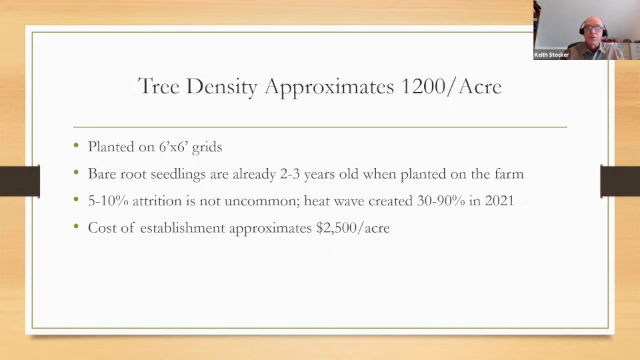 Keith Stocker
Tree Density Approximates 1200/Acre
• Planted on 6’x6’ grids
• Bare root seedlings are already 2-3 years old when planted on the farm
• 5-10% attrition is not uncommon; heat wave created 30-90% in 2021
• Cost of establishment approximates $2,500/acre